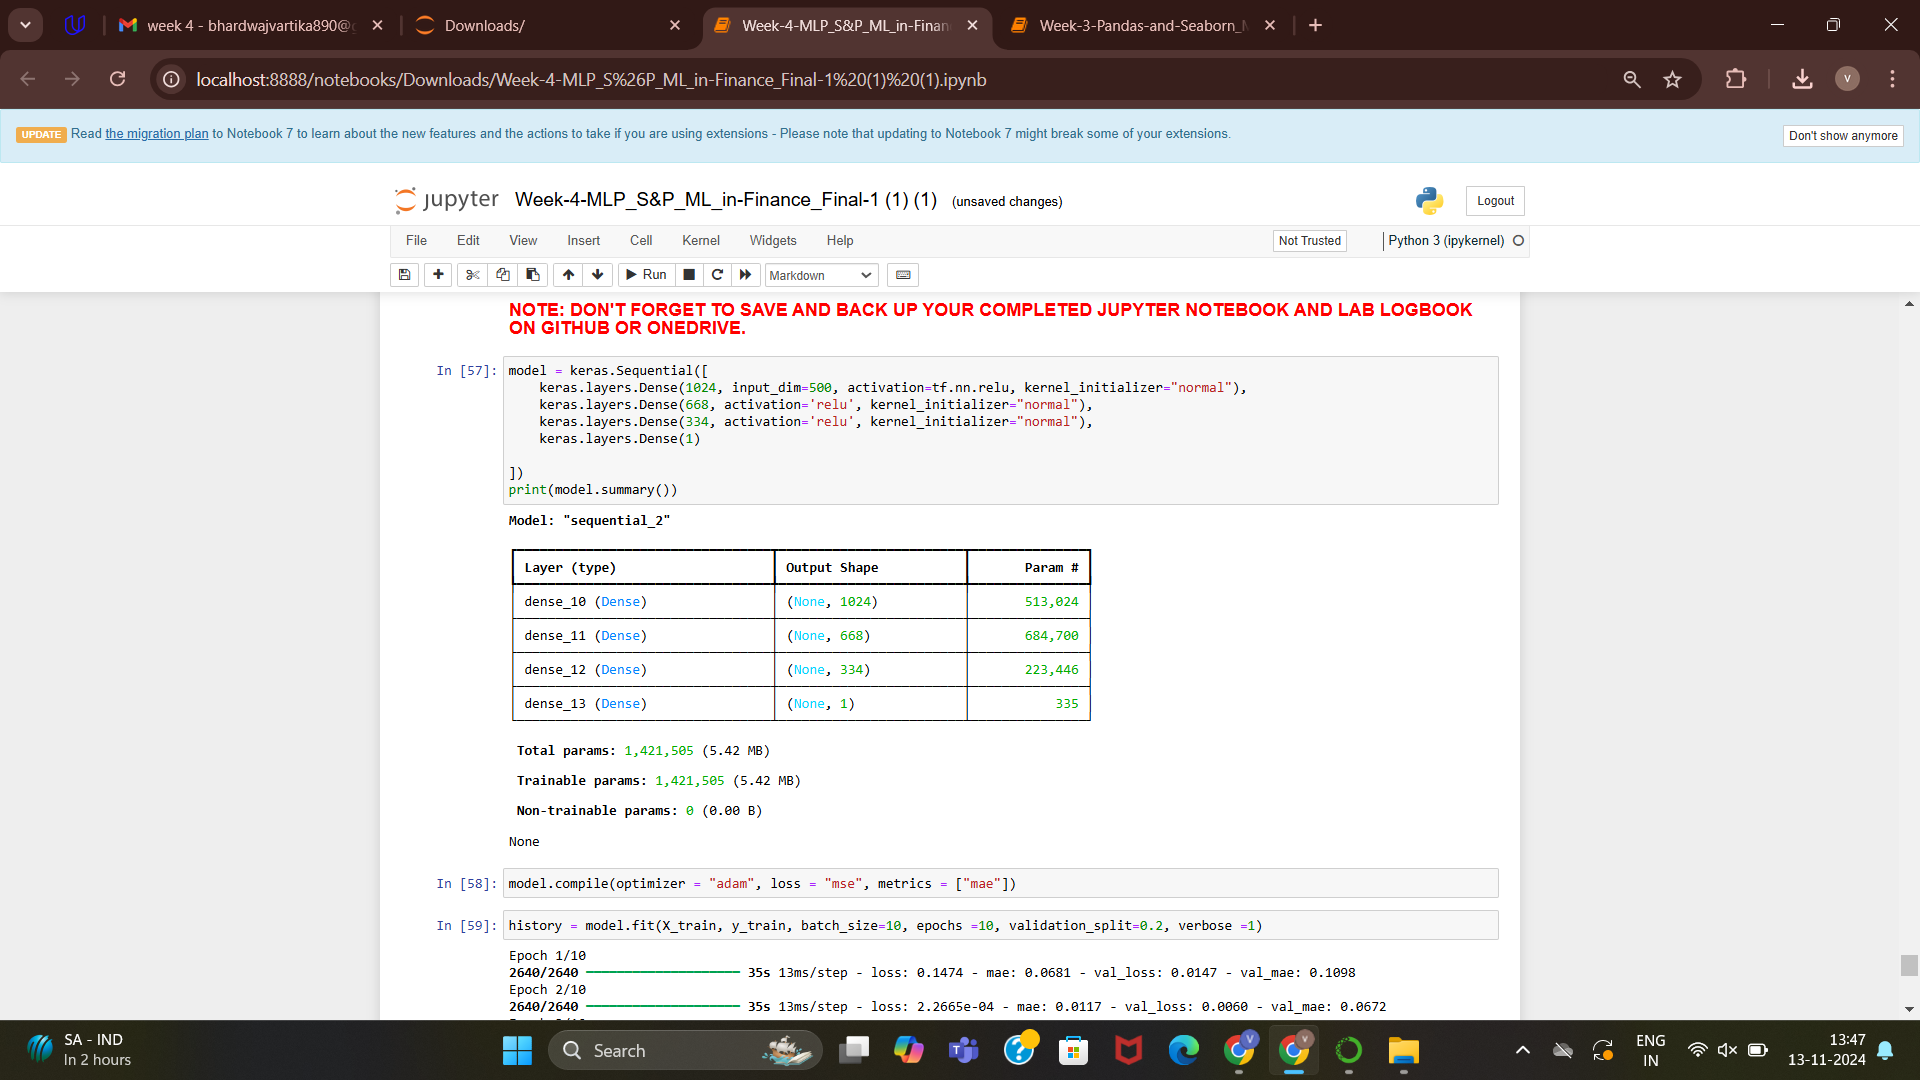 week 4 - bhardwajvartika890@
Downloads/
Week-4-MLP_S&P_ML_in-Finan
Week-3-Pandas-and-Seaborn_
localhost:8888/notebooks/Downloads/Week-4-MLP_S%26P_ML_in-Finance_Final-1%20(1)%20(1).ipynb
V
UPDATE Read the migration plan to Notebook 7 to learn about the new features and the actions to take if you are using extensions - Please note that updating to Notebook 7 might break some of your extensions.
Don't show anymore
jupyter Week-4-MLP_S&P_ML_in-Finance_Final-1 (1) (1) (unsaved changes)
Logout
File Edit View Insert Cell Kernel Widgets Help
Not Trusted
Python 3 (ipykernel)
Run
Markdown
NOTE: DON'T FORGET TO SAVE AND BACK UP YOUR COMPLETED JUPYTER NOTEBOOK AND LAB LOGBOOK
ON GITHUB OR ONEDRIVE.
In [57]: model = keras.Sequential([
keras.layers.Dense(1024, input_dim=500, activation=tf.nn.relu, kernel_initializer="normal"),
keras.layers.Dense(668, activation='relu', kernel_initializer="normal"),
keras.layers.Dense(334, activation='relu', kernel_initializer="normal"),
keras.layers.Dense(1)
])
print(model.summary())
Model: "sequential_2"
Layer (type) Output Shape Param #
dense_10 (Dense) (None, 1024) 513,024
dense_11 (Dense) (None, 668) 684,700
dense_12 (Dense) (None, 334) 223,446
dense_13 (Dense) (None, 1) 335
Total params: 1,421,505 (5.42 MB)
Trainable params: 1,421,505 (5.42 MB)
Non-trainable params: 0 (0.00 B)
None
In [58]: model.compile(optimizer = "adam", loss = "mse", metrics = ["mae"])
In [59]: history = model.fit(X_train, y_train, batch_size=10, epochs =10, validation_split=0.2, verbose =1)
Epoch 1/10
2640/2640 35s 13ms/step - loss: 0.1474 - mae: 0.0681 - val_loss: 0.0147 - val_mae: 0.1098
Epoch 2/10
2640/2640 35s 13ms/step - loss: 2.2665e-04 - mae: 0.0117 - val_loss: 0.0060 - val_mae: 0.0672
SA - IND
In 2 hours
Search
V
V
ENG
IN
13:47
13-11-2024